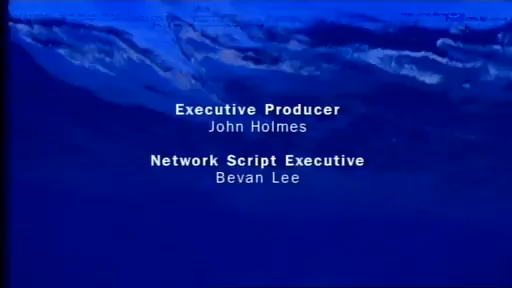 Executive Producer
John Holmes
Network Script Executive
Bevan Lee